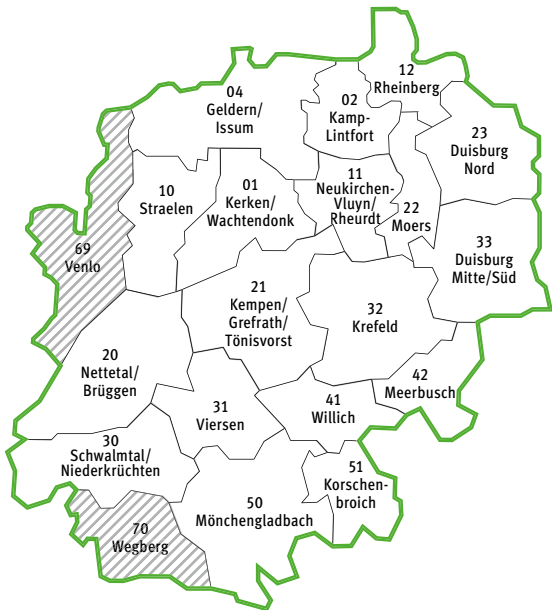 04
Geldern/
Issum
02
Kamp-
Lintfort
12
Rheinberg
23
Duisburg
Nord
10
Straelen
01
Kerken/
Wachtendonk
11
Neukirchen-
Vluyn/
Rheurdt
22
Moers
33
Duisburg
Mitte/Süd
69
Venlo
21
Kempen/
Grefrath/
Tönisvorst
32
Krefeld
20
Nettetal/
Brüggen
31
Viersen
41
Willich
42
Meerbusch
30
Schwalmtal/
Niederkrüchten
50
Mönchengladbach
51
Korschen-
broich
70
Wegberg